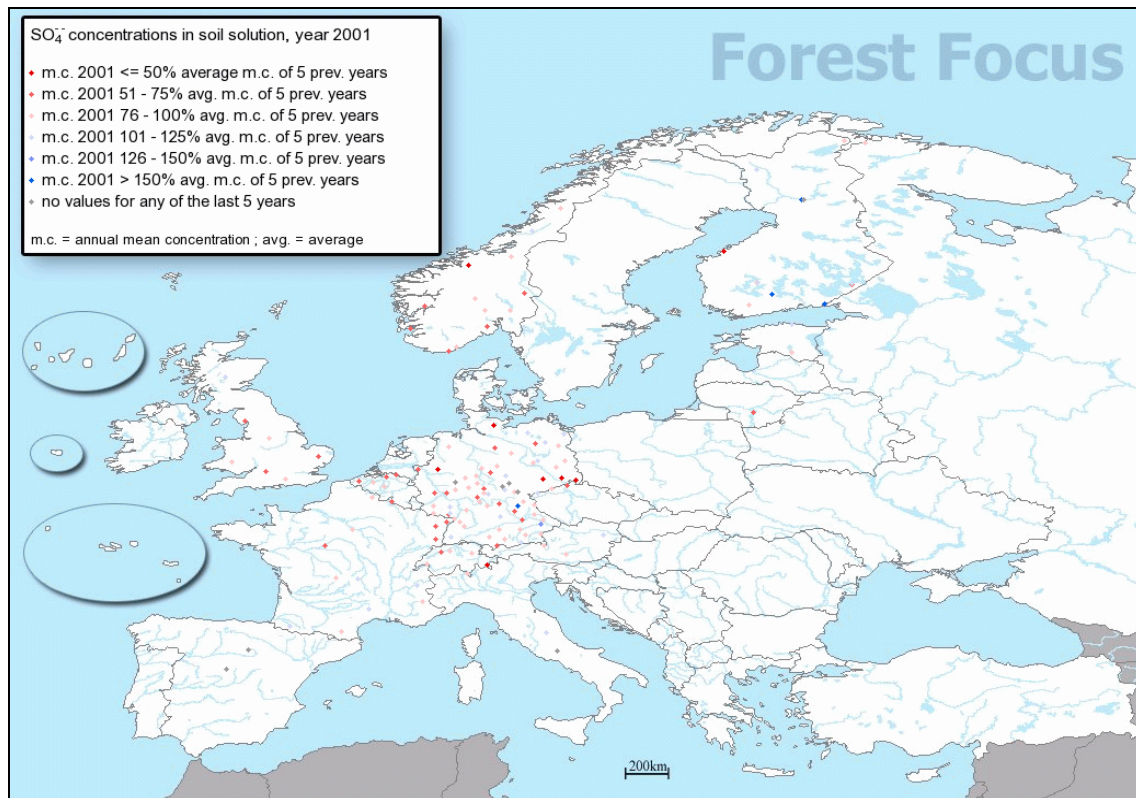 SO₄⁻⁻ concentrations in soil solution, year 2001
Forest Focus
m.c. 2001 <= 50% average m.c. of 5 prev. years
m.c. 2001 51 - 75% avg. m.c. of 5 prev. years
m.c. 2001 76 - 100% avg. m.c. of 5 prev. years
m.c. 2001 101 - 125% avg. m.c. of 5 prev. years
m.c. 2001 126 - 150% avg. m.c. of 5 prev. years
m.c. 2001 > 150% avg. m.c. of 5 prev. years
no values for any of the last 5 years
m.c. = annual mean concentration ; avg. = average
200km